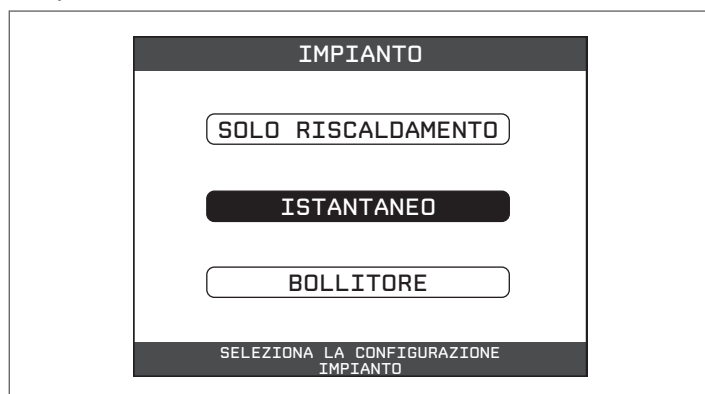 IMPIANTO
SOLO RISCALDAMENTO
ISTANTANEO
BOLLITORE
SELEZIONA LA CONFIGURAZIONE
IMPIANTO